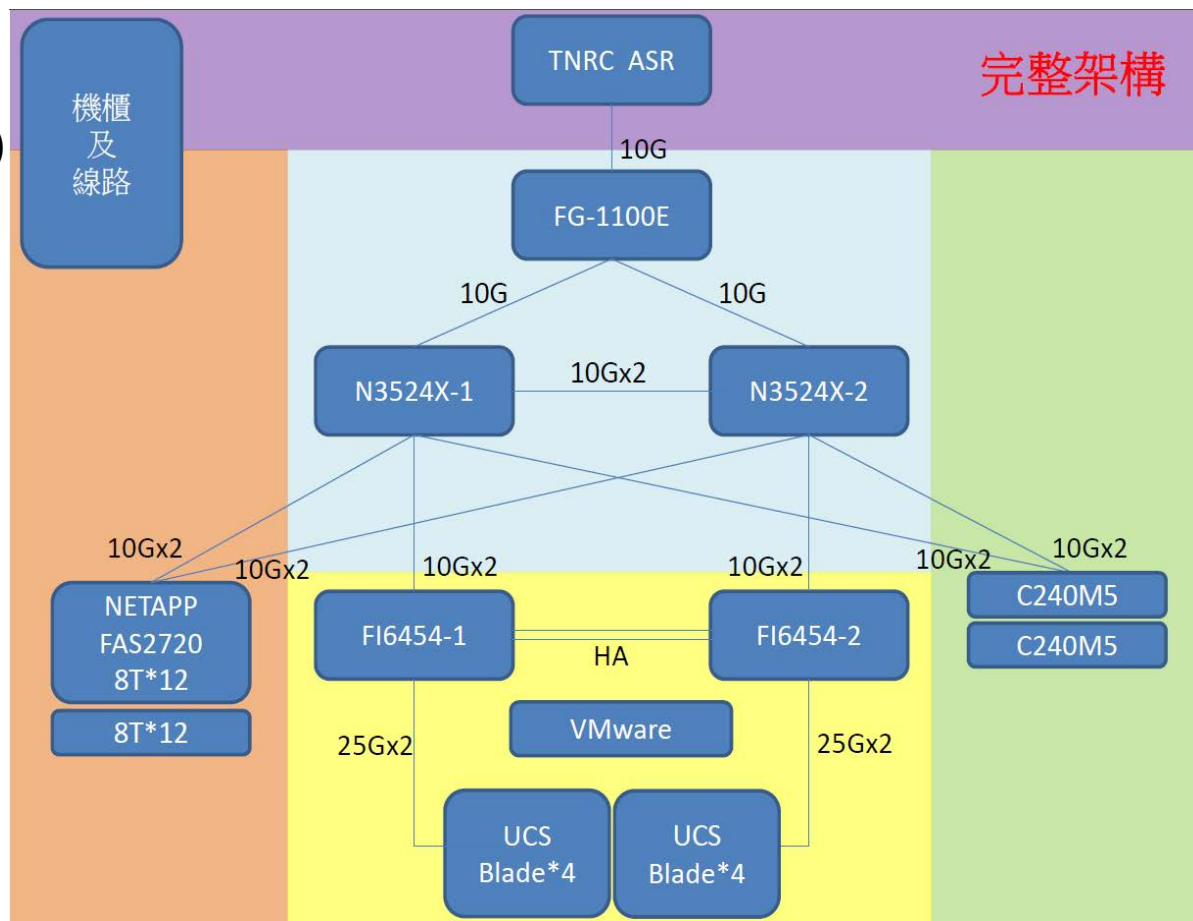 機櫃
及
線路
)
TNRC ASR
完整架構
10G
FG-1100E
10G
10G
N3524X-1
10Gx2
N3524X-2
10Gx2
10Gx2
10Gx2
10Gx2
10Gx2
10Gx2
NETAPP
FAS2720
8T*12
8T*12
FI6454-1
HA
FI6454-2
C240M5
C240M5
VMware
25Gx2
25Gx2
UCS
Blade*4
UCS
Blade*4